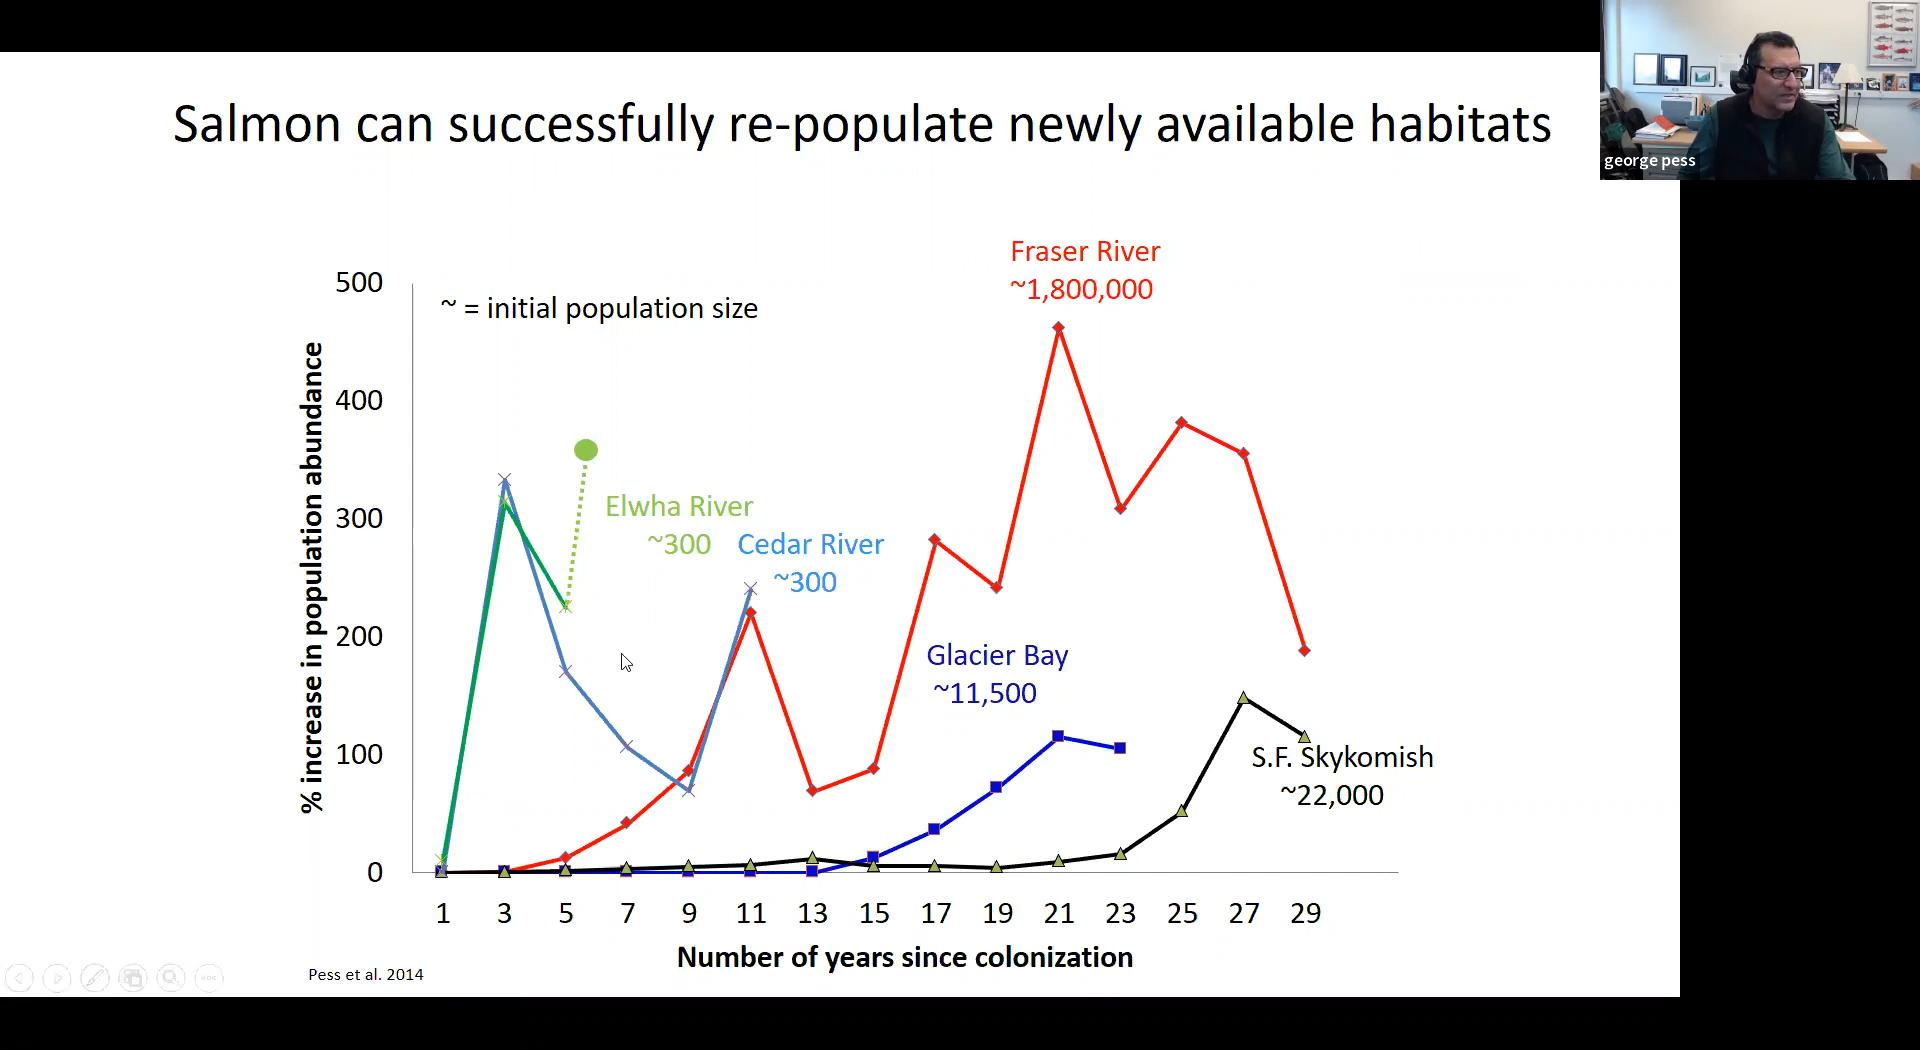 Salmon can successfully re-populate newly available habitats
george pess
Fraser River
~1,800,000
~ = initial population size
500
400
300
200
100
0
% increase in population abundance
Elwha River
~300
Cedar River
~300
Glacier Bay
~11,500
S.F. Skykomish
~22,000
1 3 5 7 9 11 13 15 17 19 21 23 25 27 29
Number of years since colonization
Pess et al. 2014